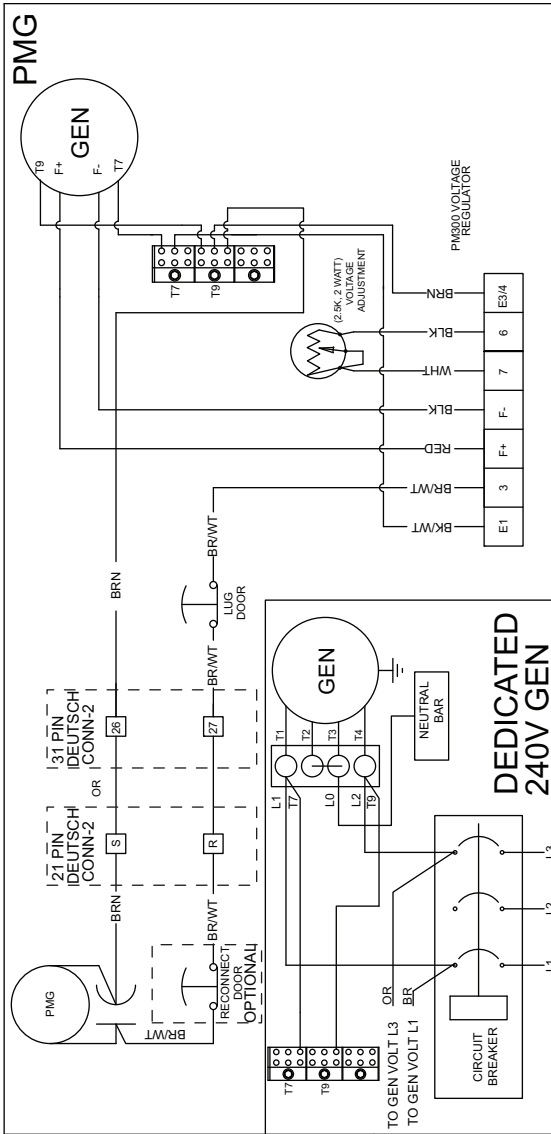 PMG
GEN
T9
F+
F-
T7
T7
T9
(2.5K, 2 WATT)
VOLTAGE
ADJUSTMENT
PM300 VOLTAGE
REGULATOR
BRN
BLK
WHT
BLK
RED
BR/WT
BK/WT
E3/4
6
7
F-
F+
3
E1
BRN
BR/WT
LUG
DOOR
BR/WT
31 PIN
DEUTSCH
CONN-2
26
27
OR
21 PIN
DEUTSCH
CONN-2
S
R
BRN
BR/WT
PMG
RECONNECT
DOOR
OPTIONAL
BR/WT
DEDICATED
240V GEN
GEN
T1
T2
T3
T4
L1
T7
L0
L2
T9
NEUTRAL
BAR
T7
T9
OR
BR
TO GEN VOLT L3
TO GEN VOLT L1
CIRCUIT
BREAKER
L1
L2
L3